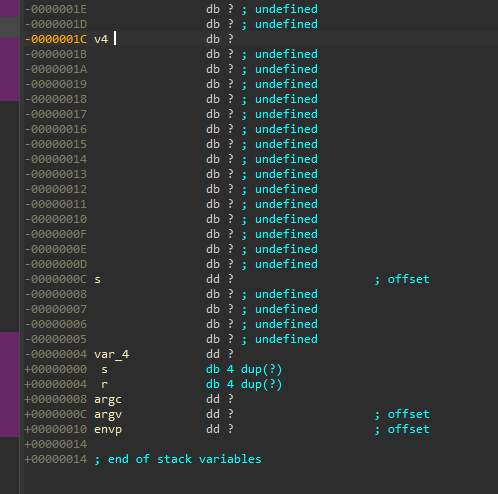 -0000001E db ? ; undefined
-0000001D db ? ; undefined
-0000001C v4 db ?
-0000001B db ? ; undefined
-0000001A db ? ; undefined
-00000019 db ? ; undefined
-00000018 db ? ; undefined
-00000017 db ? ; undefined
-00000016 db ? ; undefined
-00000015 db ? ; undefined
-00000014 db ? ; undefined
-00000013 db ? ; undefined
-00000012 db ? ; undefined
-00000011 db ? ; undefined
-00000010 db ? ; undefined
-0000000F db ? ; undefined
-0000000E db ? ; undefined
-0000000D db ? ; undefined
-0000000C s dd ? ; offset
-00000008 db ? ; undefined
-00000007 db ? ; undefined
-00000006 db ? ; undefined
-00000005 db ? ; undefined
-00000004 var_4 dd ?
+00000000 s db 4 dup(?)
+00000004 r db 4 dup(?)
+00000008 argc dd ?
+0000000C argv dd ? ; offset
+00000010 envp dd ? ; offset
+00000014
+00000014 ; end of stack variables